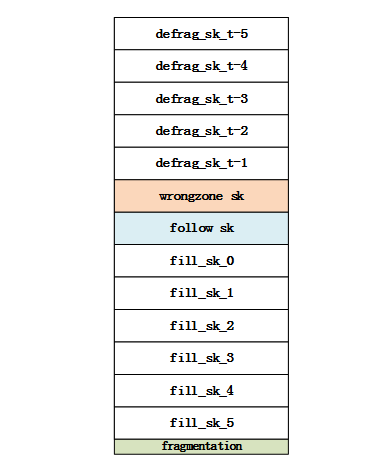 defrag_sk_t-5
defrag_sk_t-4
defrag_sk_t-3
defrag_sk_t-2
defrag_sk_t-1
wrongzone sk
follow sk
fill_sk_0
fill_sk_1
fill_sk_2
fill_sk_3
fill_sk_4
fill_sk_5
fragmentation